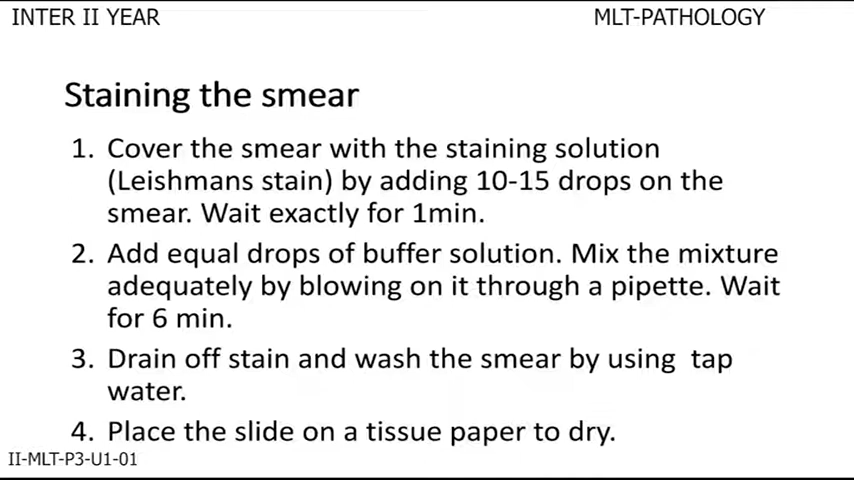 INTER II YEAR
MLT-PATHOLOGY
Staining the smear
1. Cover the smear with the staining solution
(Leishmans stain) by adding 10-15 drops on the
smear. Wait exactly for 1min.
2. Add equal drops of buffer solution. Mix the mixture
adequately by blowing on it through a pipette. Wait
for 6 min.
3. Drain off stain and wash the smear by using tap
water.
4. Place the slide on a tissue paper to dry.
II-MLT-P3-U1-01